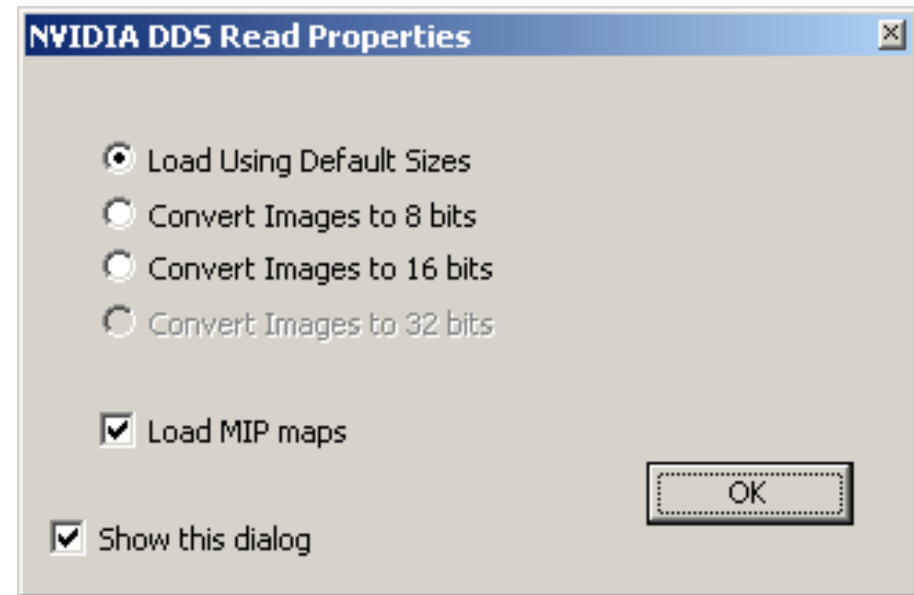 NVIDIA DDS Read Properties
Load Using Default Sizes
Convert Images to 8 bits
Convert Images to 16 bits
Convert Images to 32 bits
Load MIP maps
OK
Show this dialog